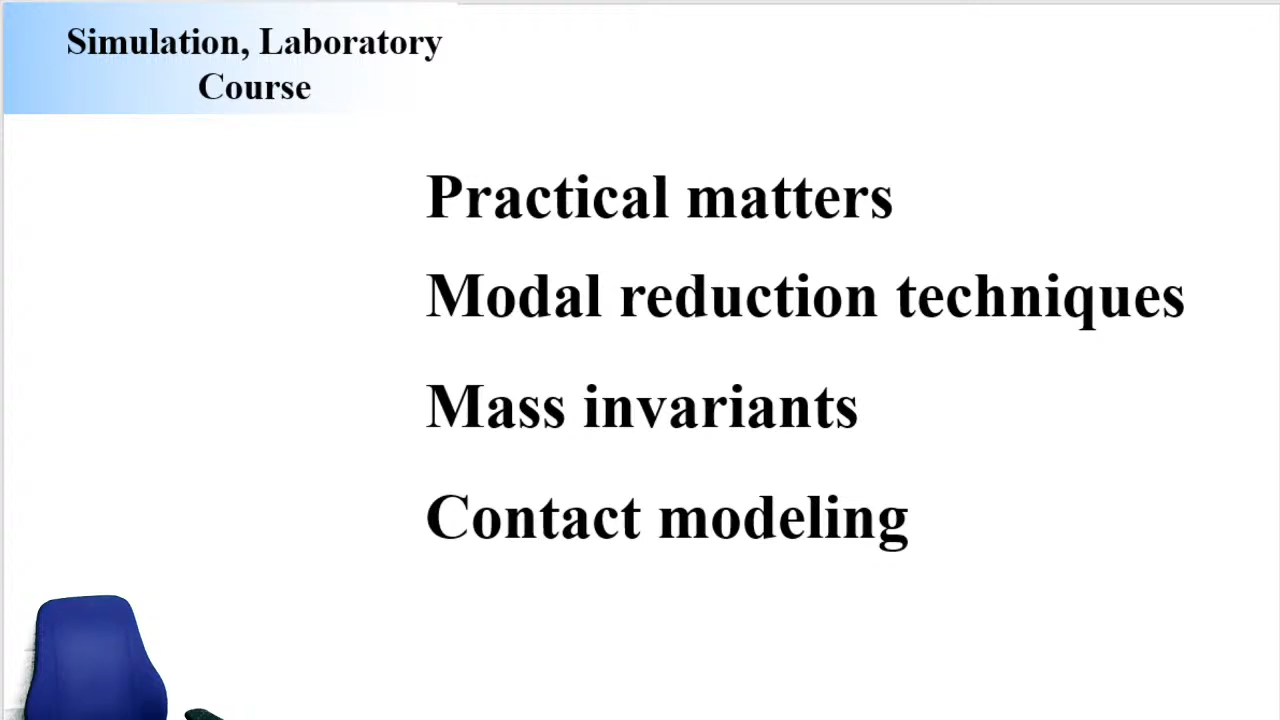 Simulation, Laboratory
Course
Practical matters
Modal reduction techniques
Mass invariants
Contact modeling